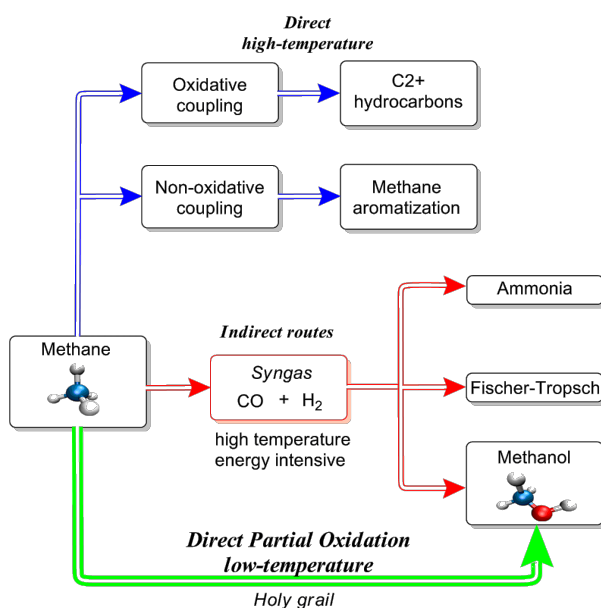 Direct
high-temperature
Oxidative
coupling
C2+
hydrocarbons
Non-oxidative
coupling
Methane
aromatization
Ammonia
Indirect routes
Methane
Syngas
CO + H₂
Fischer-Tropsch
high temperature
energy intensive
Methanol
Direct Partial Oxidation
low-temperature
Holy grail